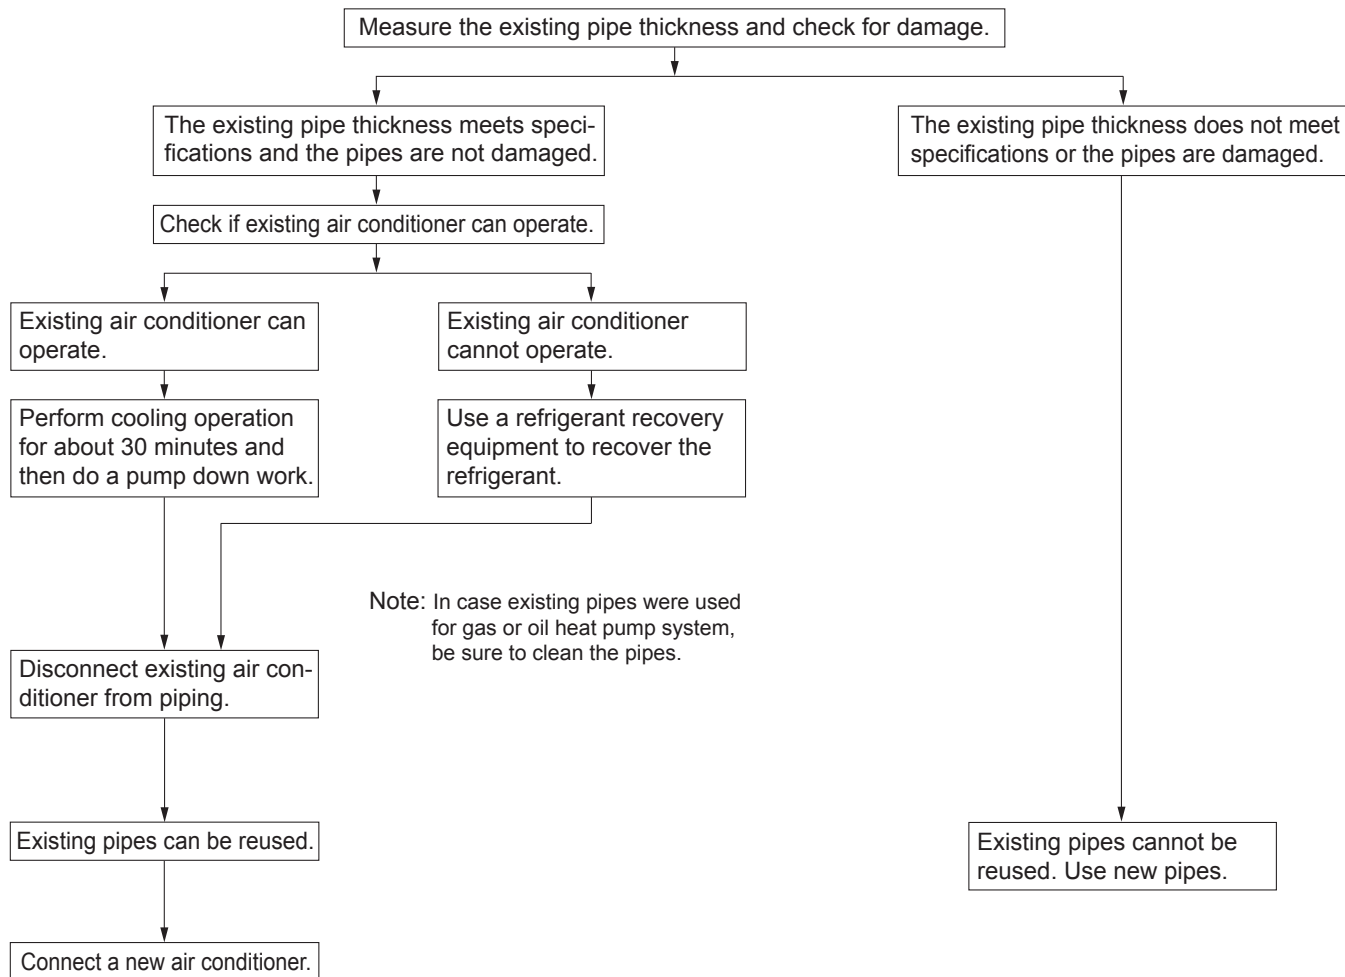 Measure the existing pipe thickness and check for damage.
The existing pipe thickness meets speci-
fications and the pipes are not damaged.
The existing pipe thickness does not meet
specifications or the pipes are damaged.
Check if existing air conditioner can operate.
Existing air conditioner can
operate.
Existing air conditioner
cannot operate.
Perform cooling operation
for about 30 minutes and
then do a pump down work.
Use a refrigerant recovery
equipment to recover the
refrigerant.
Note: In case existing pipes were used
for gas or oil heat pump system,
be sure to clean the pipes.
Disconnect existing air con-
ditioner from piping.
Existing pipes can be reused.
Existing pipes cannot be
reused. Use new pipes.
Connect a new air conditioner.